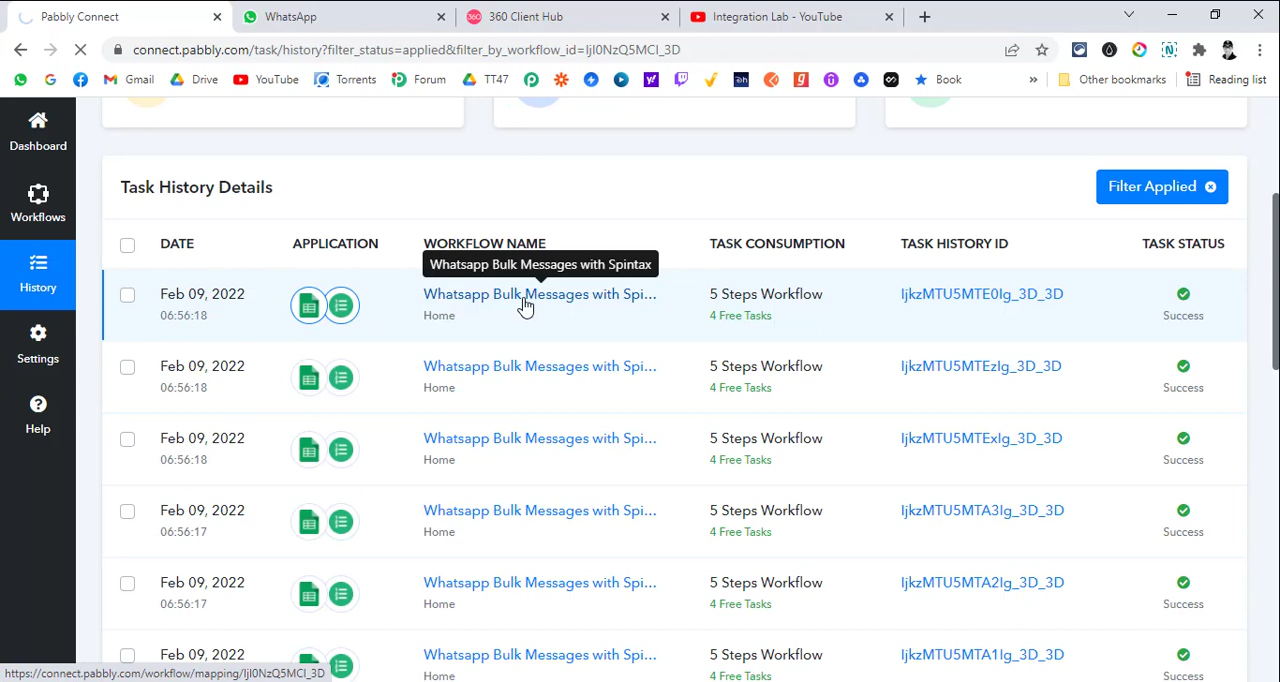 Pabbly Connect
WhatsApp
360 Client Hub
Integration Lab - YouTube
connect.pabbly.com/task/history?filter_status=applied&filter_by_workflow_id=IjI0NzQ5MCI_3D
Gmail
Drive
YouTube
Torrents
Forum
TT47
Book
Other bookmarks
Reading list
Dashboard
Workflows
History
Settings
Help
Task History Details
Filter Applied
DATE APPLICATION WORKFLOW NAME TASK CONSUMPTION TASK HISTORY ID TASK STATUS
Whatsapp Bulk Messages with Spintax
Feb 09, 2022 Whatsapp Bulk Messages with Spi... 5 Steps Workflow IjkzMTU5MTE0Ig_3D_3D
06:56:18 Home 4 Free Tasks Success
Feb 09, 2022 Whatsapp Bulk Messages with Spi... 5 Steps Workflow IjkzMTU5MTEzIg_3D_3D
06:56:18 Home 4 Free Tasks Success
Feb 09, 2022 Whatsapp Bulk Messages with Spi... 5 Steps Workflow IjkzMTU5MTExIg_3D_3D
06:56:18 Home 4 Free Tasks Success
Feb 09, 2022 Whatsapp Bulk Messages with Spi... 5 Steps Workflow IjkzMTU5MTA3Ig_3D_3D
06:56:17 Home 4 Free Tasks Success
Feb 09, 2022 Whatsapp Bulk Messages with Spi... 5 Steps Workflow IjkzMTU5MTA2Ig_3D_3D
06:56:17 Home 4 Free Tasks Success
Feb 09, 2022 Whatsapp Bulk Messages with Spi... 5 Steps Workflow IjkzMTU5MTA1Ig_3D_3D
Home 4 Free Tasks Success
https://connect.pabbly.com/workflow/mapping/IjI0NzQ5MCI_3D